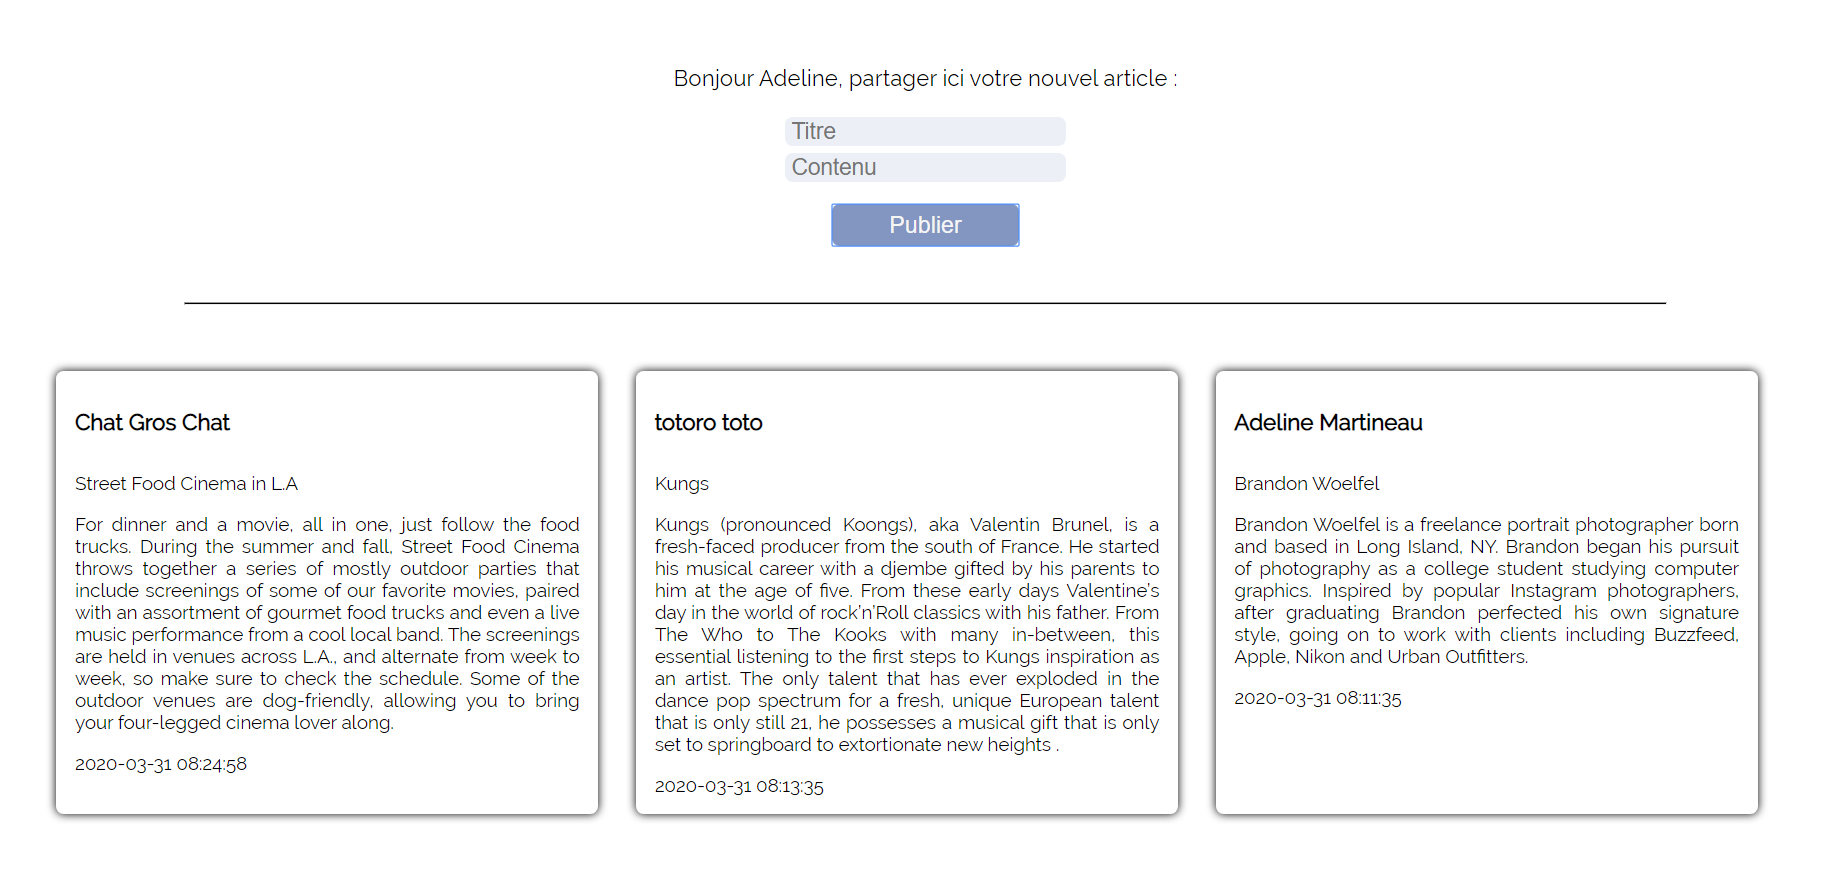 Bonjour Adeline, partager ici votre nouvel article :
Titre
Contenu
Publier
Chat Gros Chat
Street Food Cinema in L.A
For dinner and a movie, all in one, just follow the food
trucks. During the summer and fall, Street Food Cinema
throws together a series of mostly outdoor parties that
include screenings of some of our favorite movies, paired
with an assortment of gourmet food trucks and even a live
music performance from a cool local band. The screenings
are held in venues across L.A., and alternate from week to
week, so make sure to check the schedule. Some of the
outdoor venues are dog-friendly, allowing you to bring
your four-legged cinema lover along.
2020-03-31 08:24:58
totoro toto
Kungs
Kungs (pronounced Koongs), aka Valentin Brunel, is a
fresh-faced producer from the south of France. He started
his musical career with a djembe gifted by his parents to
him at the age of five. From these early days Valentine's
day in the world of rock'n'Roll classics with his father. From
The Who to The Kooks with many in-between, this
essential listening to the first steps to Kungs inspiration as
an artist. The only talent that has ever exploded in the
dance pop spectrum for a fresh, unique European talent
that is only still 21, he possesses a musical gift that is only
set to springboard to extortionate new heights .
2020-03-31 08:13:35
Adeline Martineau
Brandon Woelfel
Brandon Woelfel is a freelance portrait photographer born
and based in Long Island, NY. Brandon began his pursuit
of photography as a college student studying computer
graphics. Inspired by popular Instagram photographers,
after graduating Brandon perfected his own signature
style, going on to work with clients including Buzzfeed,
Apple, Nikon and Urban Outfitters.
2020-03-31 08:11:35